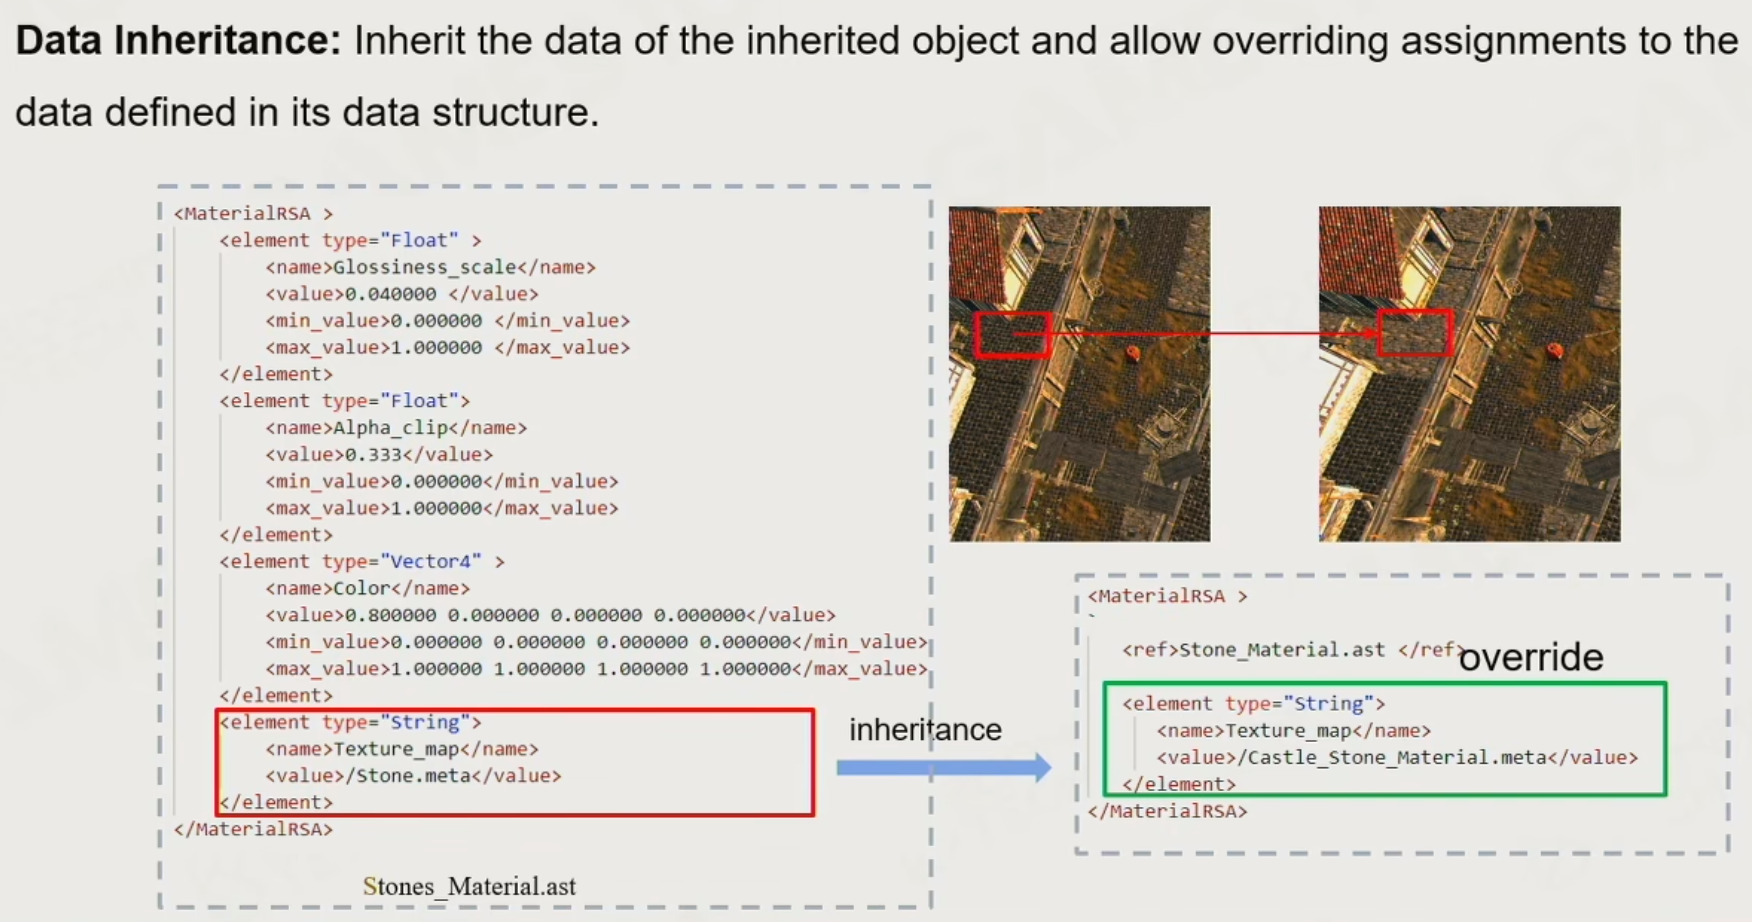 Data Inheritance: Inherit the data of the inherited object and allow overriding assignments to the
data defined in its data structure.
<MaterialRSA >
<element type="Float" >
<name>Glossiness_scale</name>
<value>0.040000 </value>
<min_value>0.000000 </min_value>
<max_value>1.000000 </max_value>
</element>
<element type="Float">
<name>Alpha_clip</name>
<value>0.333</value>
<min_value>0.000000</min_value>
<max_value>1.000000</max_value>
</element>
<element type="Vector4" >
<name>Color</name>
<value>0.800000 0.000000 0.000000 0.000000</value>
<min_value>0.000000 0.000000 0.000000 0.000000</min_value>
<max_value>1.000000 1.000000 1.000000 1.000000</max_value>
</element>
<element type="String">
<name>Texture_map</name>
<value>/Stone.meta</value>
</element>
</MaterialRSA>
Stones_Material.ast
inheritance
<MaterialRSA >
<ref>Stone_Material.ast </ref>
override
<element type="String">
<name>Texture_map</name>
<value>/Castle_Stone_Material.meta</value>
</element>
</MaterialRSA>